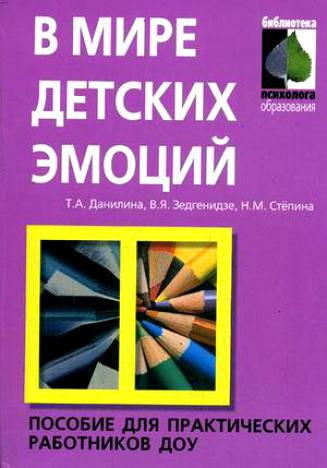 В МИРЕ
ДЕТСКИХ
ЭМОЦИЙ
библиотека
психолога
образования
Т.А. Данилина, В.Я. Зедгенидзе, Н.М. Стёпина
ПОСОБИЕ ДЛЯ ПРАКТИЧЕСКИХ
РАБОТНИКОВ ДОУ